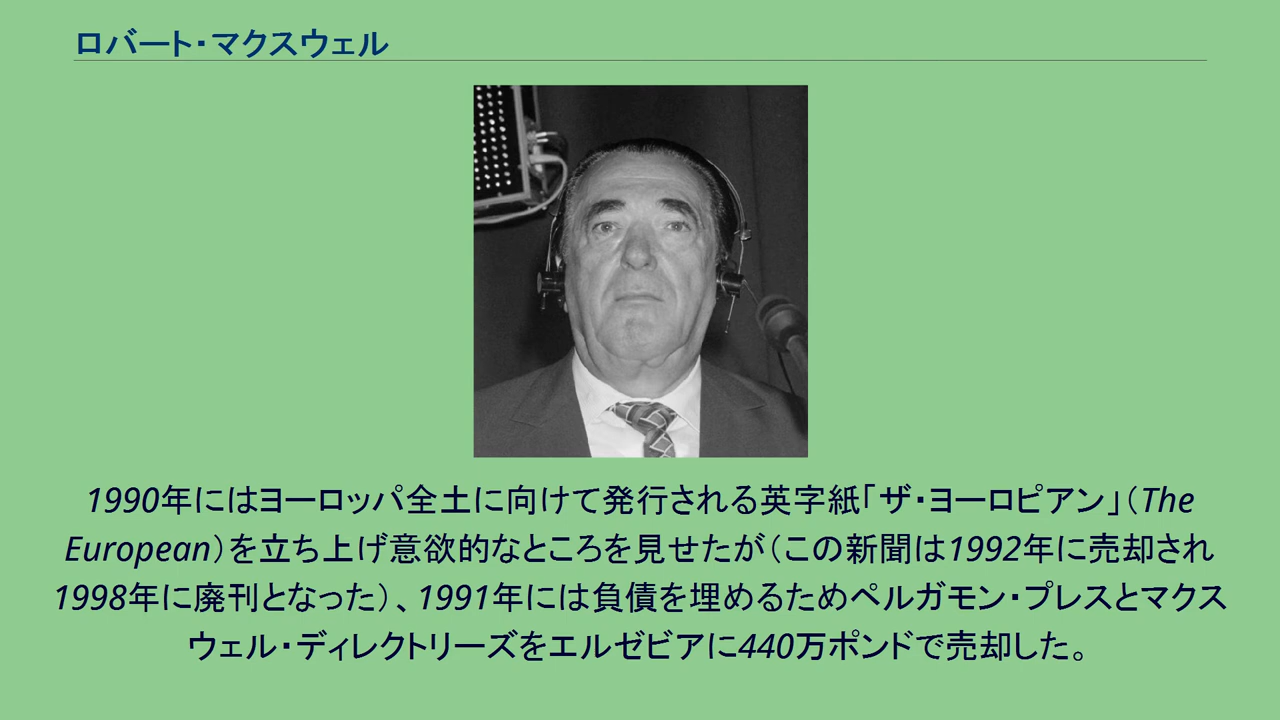 ロバート・マクスウェル
1990年にはヨーロッパ全土に向けて発行される英字紙「ザ・ヨーロピアン」（The
European）を立ち上げ意欲的なところを見せたが（この新聞は1992年に売却され
1998年に廃刊となった）、1991年には負債を埋めるためペルガモン・プレスとマクス
ウェル・ディレクトリーズをエルゼビアに440万ポンドで売却した。